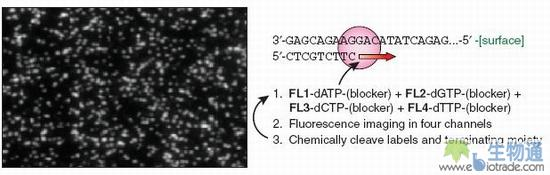 3′-GAGCAGAAGGACATATCAGAG...-5′ -[surface]
5′-CTCGTCTTC
1. FL1-dATP-(blocker) + FL2-dGTP-(blocker) +
FL3-dCTP-(blocker) + FL4-dTTP-(blocker)
2. Fluorescence imaging in four channels
3. Chemically cleave labels and terminating moiety
生物通
www.ebiotrade.com